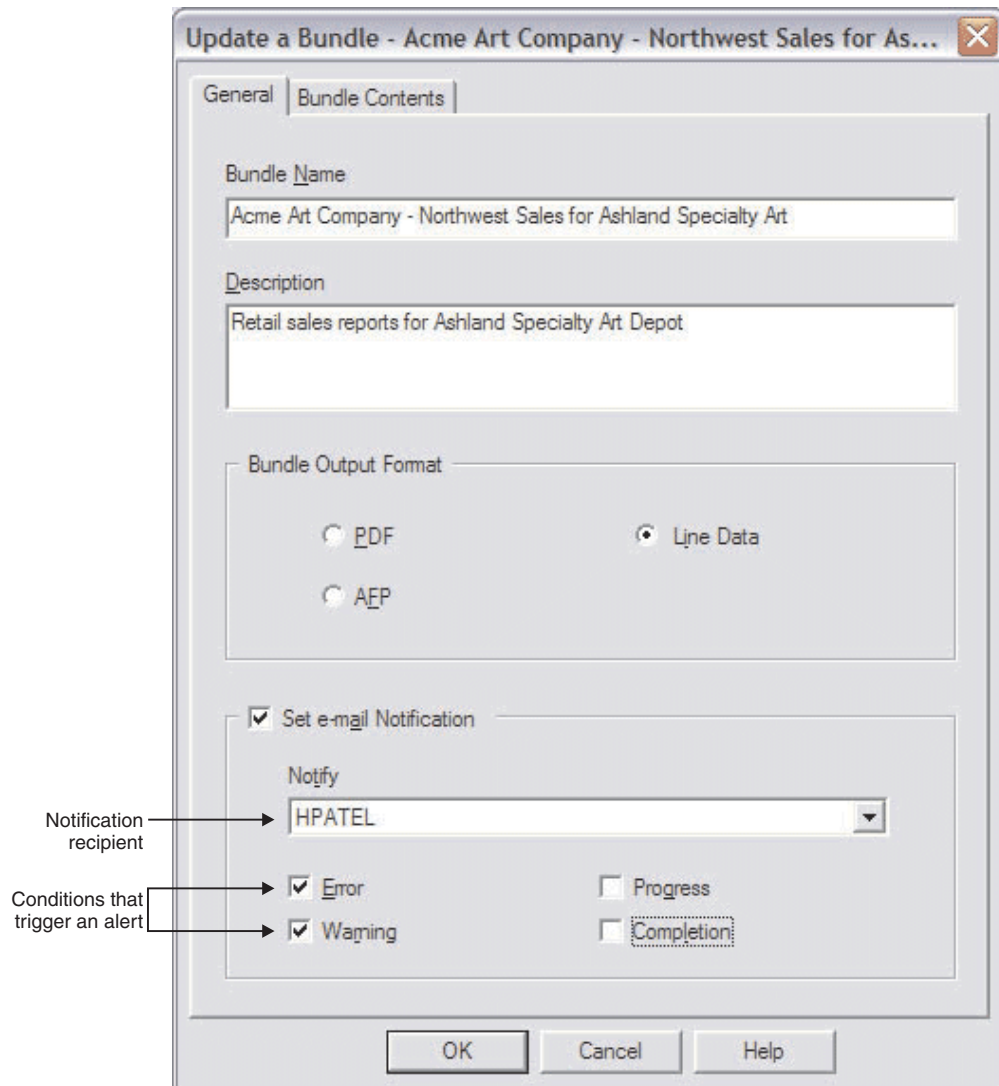 Update a Bundle - Acme Art Company - Northwest Sales for As...
General
Bundle Contents
Bundle Name
Acme Art Company - Northwest Sales for Ashland Specialty Art
Description
Retail sales reports for Ashland Specialty Art Depot
Bundle Output Format
PDF
Line Data
AFP
Set e-mail Notification
Notify
Notification
recipient
HPATEL
Conditions that
trigger an alert
Error
Progress
Warning
Completion
OK
Cancel
Help